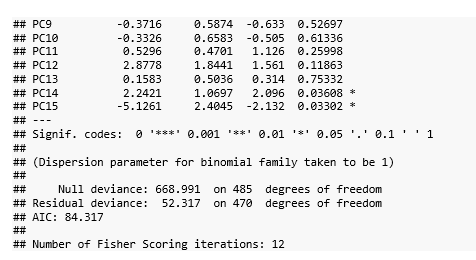 ## PC9          -0.3716     0.5874  -0.633  0.52697
## PC10         -0.3326     0.6583  -0.505  0.61336
## PC11          0.5296     0.4701   1.126  0.25998
## PC12          2.8778     1.8441   1.561  0.11863
## PC13          0.1583     0.5036   0.314  0.75332
## PC14          2.2421     1.0697   2.096  0.03608 *
## PC15         -5.1261     2.4045  -2.132  0.03302 *
## ---
## Signif. codes:  0 '***' 0.001 '**' 0.01 '*' 0.05 '.' 0.1 ' ' 1
##
## (Dispersion parameter for binomial family taken to be 1)
##
##     Null deviance: 668.991  on 485  degrees of freedom
## Residual deviance:  52.317  on 470  degrees of freedom
## AIC: 84.317
##
## Number of Fisher Scoring iterations: 12